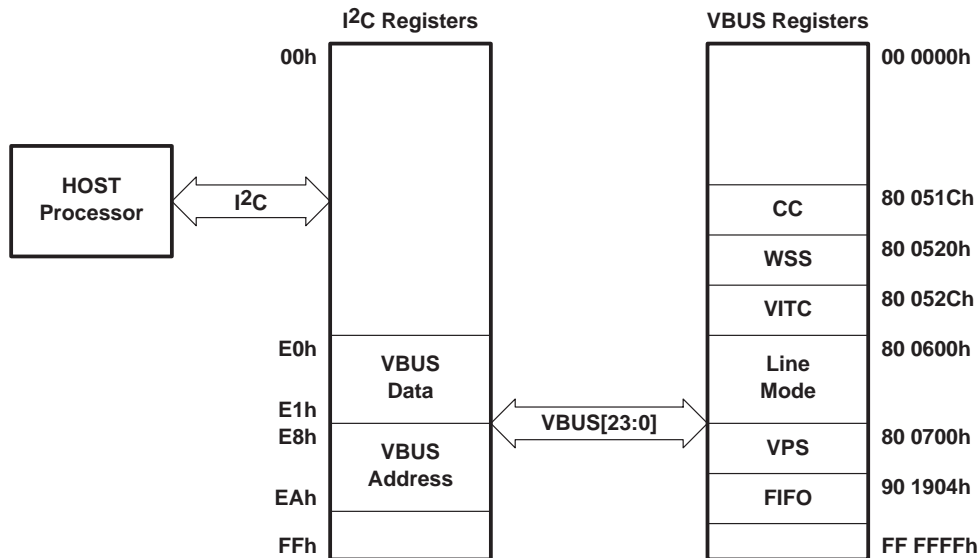 I2C Registers
VBUS Registers
00h
00 0000h
HOST
Processor
I2C
CC
80 051Ch
WSS
80 0520h
VITC
80 052Ch
E0h
VBUS
Data
E1h
Line
Mode
80 0600h
VBUS[23:0]
E8h
VBUS
Address
EAh
VPS
80 0700h
FIFO
90 1904h
FFh
FF FFFFh